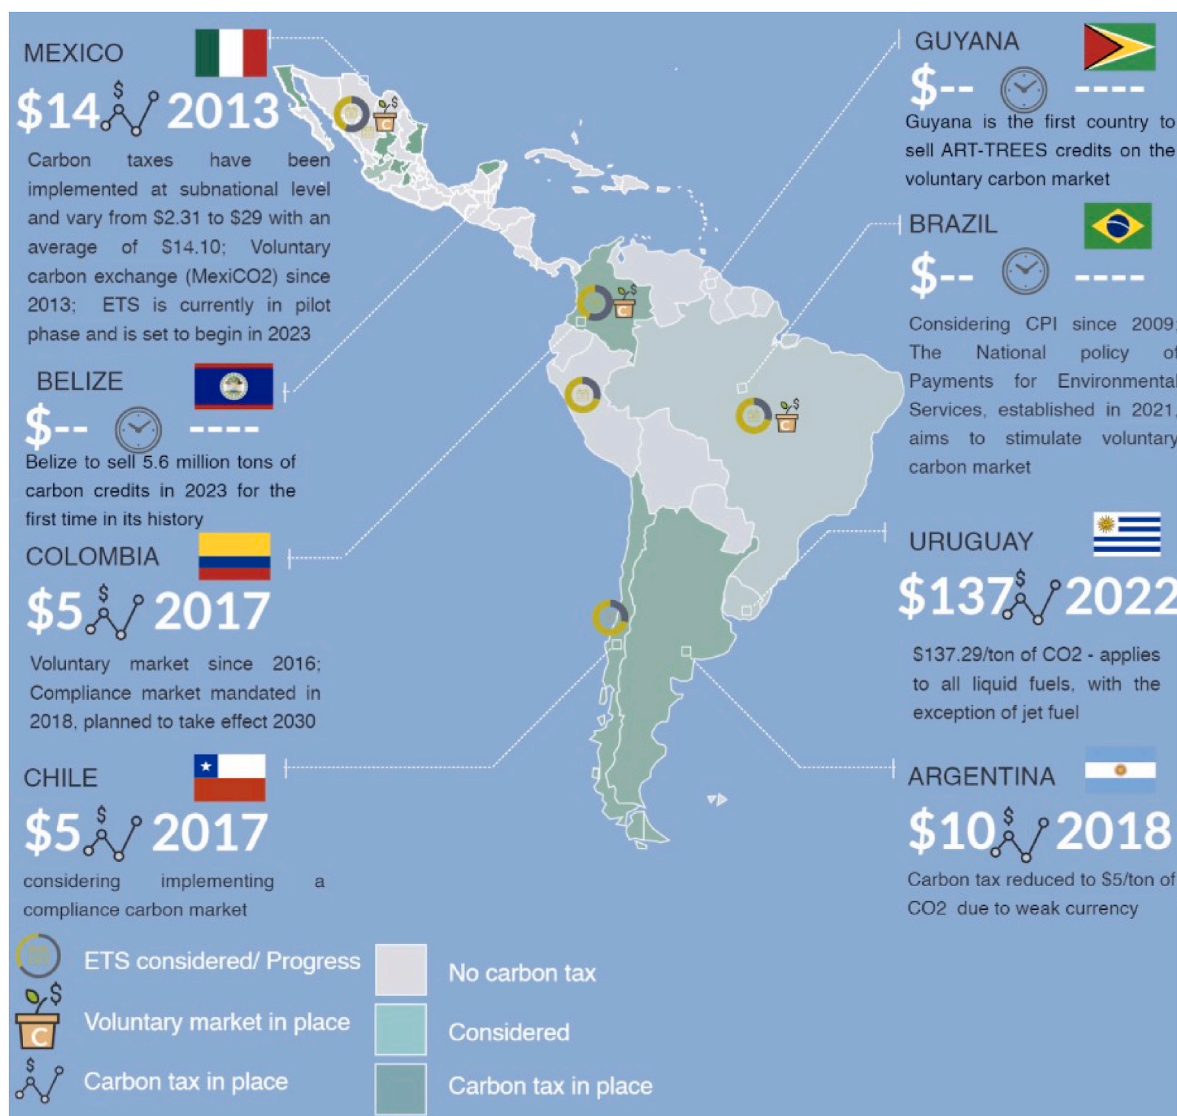 MEXICO
$14 2013
Carbon taxes have been
implemented at subnational level
and vary from $2.31 to $29 with an
average of $14.10; Voluntary
carbon exchange (MexiCO2) since
2013; ETS is currently in pilot
phase and is set to begin in 2023
BELIZE
$-- ----
Belize to sell 5.6 million tons of
carbon credits in 2023 for the
first time in its history
COLOMBIA
$5 2017
Voluntary market since 2016;
Compliance market mandated in
2018, planned to take effect 2030
CHILE
$5 2017
considering implementing a
compliance carbon market
GUYANA
$-- ----
Guyana is the first country to
sell ART-TREES credits on the
voluntary carbon market
BRAZIL
$-- ----
Considering CPI since 2009;
The National policy of
Payments for Environmental
Services, established in 2021,
aims to stimulate voluntary
carbon market
URUGUAY
$137 2022
$137.29/ton of CO2 - applies
to all liquid fuels, with the
exception of jet fuel
ARGENTINA
$10 2018
Carbon tax reduced to $5/ton of
CO2 due to weak currency
ETS considered/ Progress
C Voluntary market in place
$ Carbon tax in place
No carbon tax
Considered
Carbon tax in place